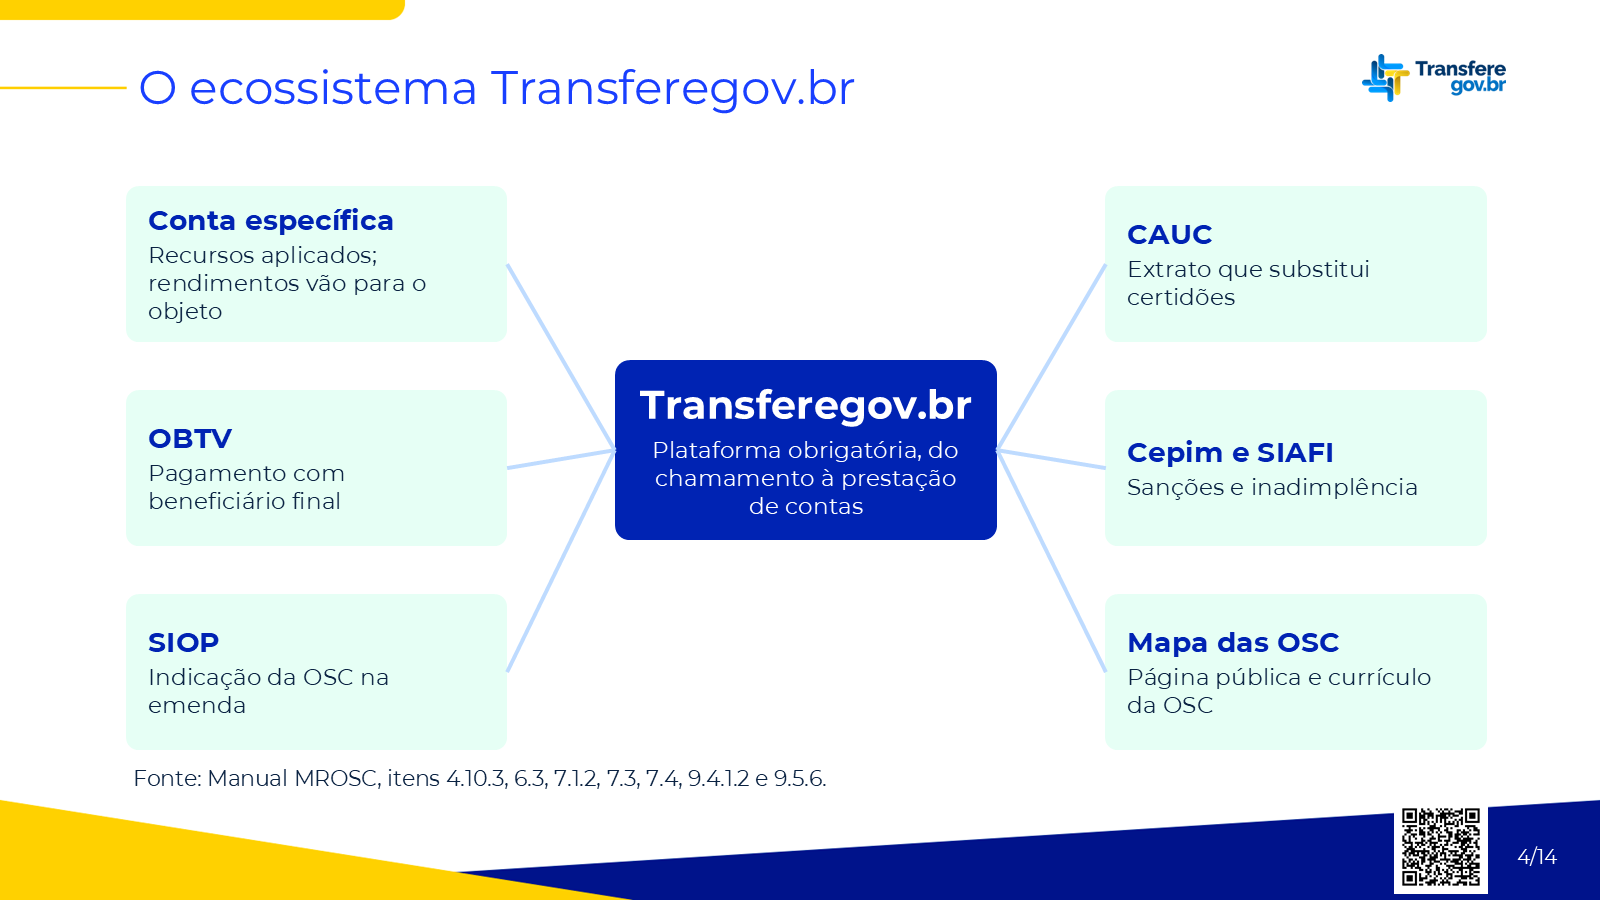 O ecossistema Transferegov.br
Transfere
gov.br
Conta específica
Recursos aplicados;
rendimentos vão para o
objeto
OBTV
Pagamento com
beneficiário final
SIOP
Indicação da OSC na
emenda
Transferegov.br
Plataforma obrigatória, do
chamamento à prestação
de contas
CAUC
Extrato que substitui
certidões
Cepim e SIAFI
Sanções e inadimplência
Mapa das OSC
Página pública e currículo
da OSC
Fonte: Manual MROSC, itens 4.10.3, 6.3, 7.1.2, 7.3, 7.4, 9.4.1.2 e 9.5.6.
4/14